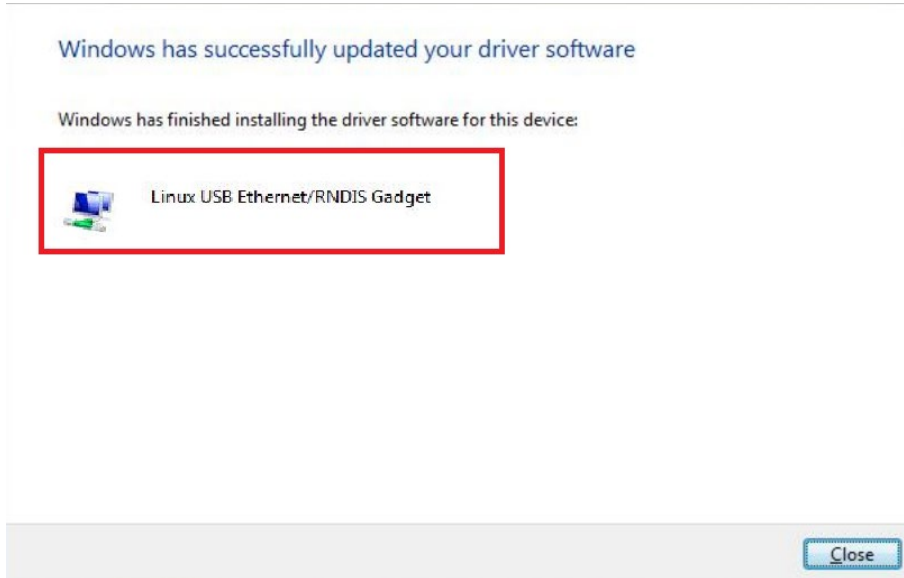 Windows has successfully updated your driver software
Windows has finished installing the driver software for this device:
Linux USB Ethernet/RNDIS Gadget
Close